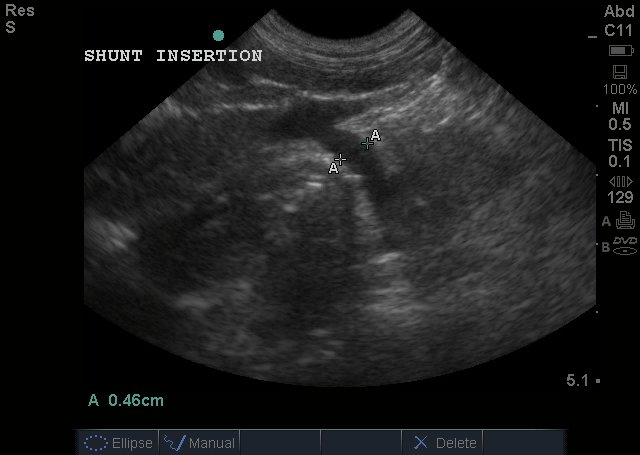 Res
S
SHUNT INSERTION
Abd
C11
100%
MI
0.5
TIS
0.1
129
A
B DVD
A
A
5.1
A 0.46cm
Ellipse
Manual
Delete